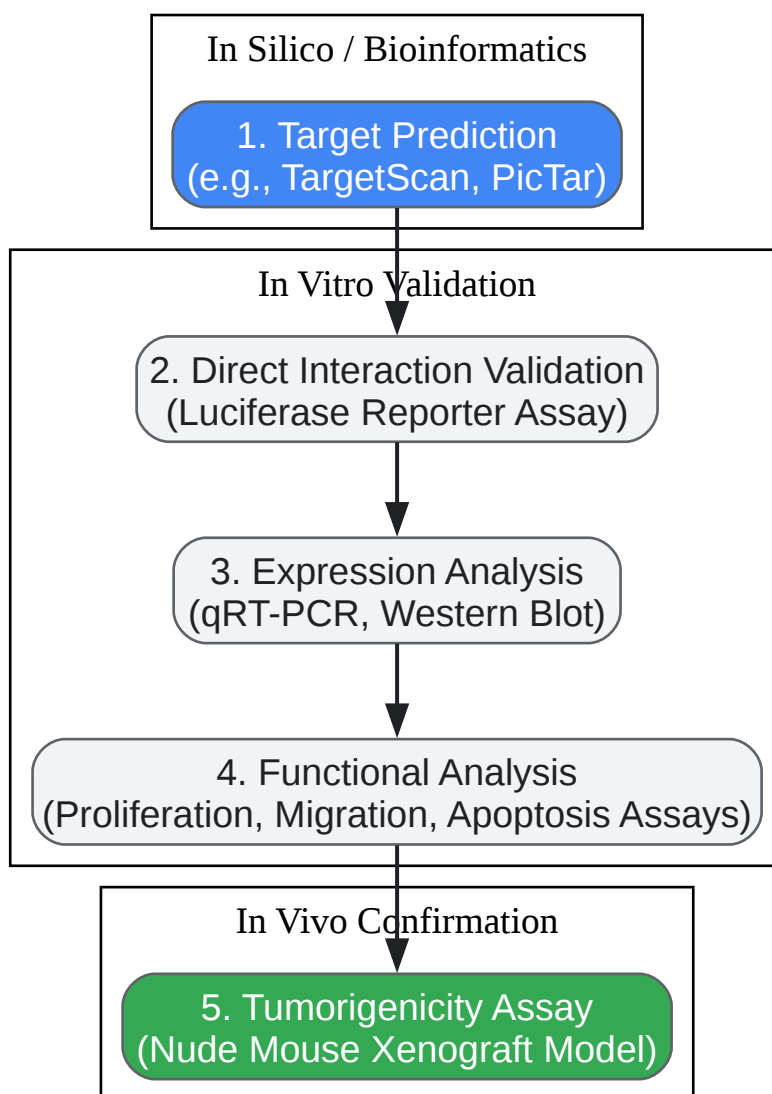 In Silico / Bioinformatics
1. Target Prediction
(e.g., TargetScan, PicTar)
In Vitro Validation
2. Direct Interaction Validation
(Luciferase Reporter Assay)
3. Expression Analysis
(qRT-PCR, Western Blot)
4. Functional Analysis
(Proliferation, Migration, Apoptosis Assays)
In Vivo Confirmation
5. Tumorigenicity Assay
(Nude Mouse Xenograft Model)